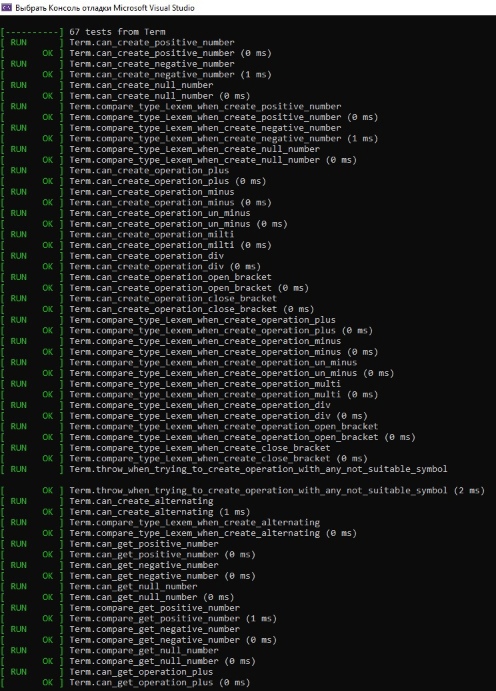 Выбрать Консоль отладки Microsoft Visual Studio
[----------] 67 tests from Term
[ RUN      ] Term.can_create_positive_number
[       OK ] Term.can_create_positive_number (0 ms)
[ RUN      ] Term.can_create_negative_number
[       OK ] Term.can_create_negative_number (1 ms)
[ RUN      ] Term.can_create_null_number
[       OK ] Term.can_create_null_number (0 ms)
[ RUN      ] Term.compare_type_Lexem_when_create_positive_number
[       OK ] Term.compare_type_Lexem_when_create_positive_number (0 ms)
[ RUN      ] Term.compare_type_Lexem_when_create_negative_number
[       OK ] Term.compare_type_Lexem_when_create_negative_number (1 ms)
[ RUN      ] Term.compare_type_Lexem_when_create_null_number
[       OK ] Term.compare_type_Lexem_when_create_null_number (0 ms)
[ RUN      ] Term.can_create_operation_plus
[       OK ] Term.can_create_operation_plus (0 ms)
[ RUN      ] Term.can_create_operation_minus
[       OK ] Term.can_create_operation_minus (0 ms)
[ RUN      ] Term.can_create_operation_un_minus
[       OK ] Term.can_create_operation_un_minus (0 ms)
[ RUN      ] Term.can_create_operation_milti
[       OK ] Term.can_create_operation_milti (0 ms)
[ RUN      ] Term.can_create_operation_div
[       OK ] Term.can_create_operation_div (0 ms)
[ RUN      ] Term.can_create_operation_open_bracket
[       OK ] Term.can_create_operation_open_bracket (0 ms)
[ RUN      ] Term.can_create_operation_close_bracket
[       OK ] Term.can_create_operation_close_bracket (0 ms)
[ RUN      ] Term.compare_type_Lexem_when_create_operation_plus
[       OK ] Term.compare_type_Lexem_when_create_operation_plus (0 ms)
[ RUN      ] Term.compare_type_Lexem_when_create_operation_minus
[       OK ] Term.compare_type_Lexem_when_create_operation_minus (0 ms)
[ RUN      ] Term.compare_type_Lexem_when_create_operation_un_minus
[       OK ] Term.compare_type_Lexem_when_create_operation_un_minus (0 ms)
[ RUN      ] Term.compare_type_Lexem_when_create_operation_multi
[       OK ] Term.compare_type_Lexem_when_create_operation_multi (0 ms)
[ RUN      ] Term.compare_type_Lexem_when_create_operation_div
[       OK ] Term.compare_type_Lexem_when_create_operation_div (0 ms)
[ RUN      ] Term.compare_type_Lexem_when_create_operation_open_bracket
[       OK ] Term.compare_type_Lexem_when_create_operation_open_bracket (0 ms)
[ RUN      ] Term.compare_type_Lexem_when_create_close_bracket
[       OK ] Term.compare_type_Lexem_when_create_close_bracket (0 ms)
[ RUN      ] Term.throw_when_trying_to_create_operation_with_any_not_suitable_symbol
[       OK ] Term.throw_when_trying_to_create_operation_with_any_not_suitable_symbol (2 ms)
[ RUN      ] Term.can_create_alternating
[       OK ] Term.can_create_alternating (1 ms)
[ RUN      ] Term.compare_type_Lexem_when_create_alternating
[       OK ] Term.compare_type_Lexem_when_create_alternating (0 ms)
[ RUN      ] Term.can_get_positive_number
[       OK ] Term.can_get_positive_number (0 ms)
[ RUN      ] Term.can_get_negative_number
[       OK ] Term.can_get_negative_number (0 ms)
[ RUN      ] Term.can_get_null_number
[       OK ] Term.can_get_null_number (0 ms)
[ RUN      ] Term.compare_get_positive_number
[       OK ] Term.compare_get_positive_number (1 ms)
[ RUN      ] Term.compare_get_negative_number
[       OK ] Term.compare_get_negative_number (0 ms)
[ RUN      ] Term.compare_get_null_number
[       OK ] Term.compare_get_null_number (0 ms)
[ RUN      ] Term.can_get_operation_plus
[       OK ] Term.can_get_operation_plus (0 ms)